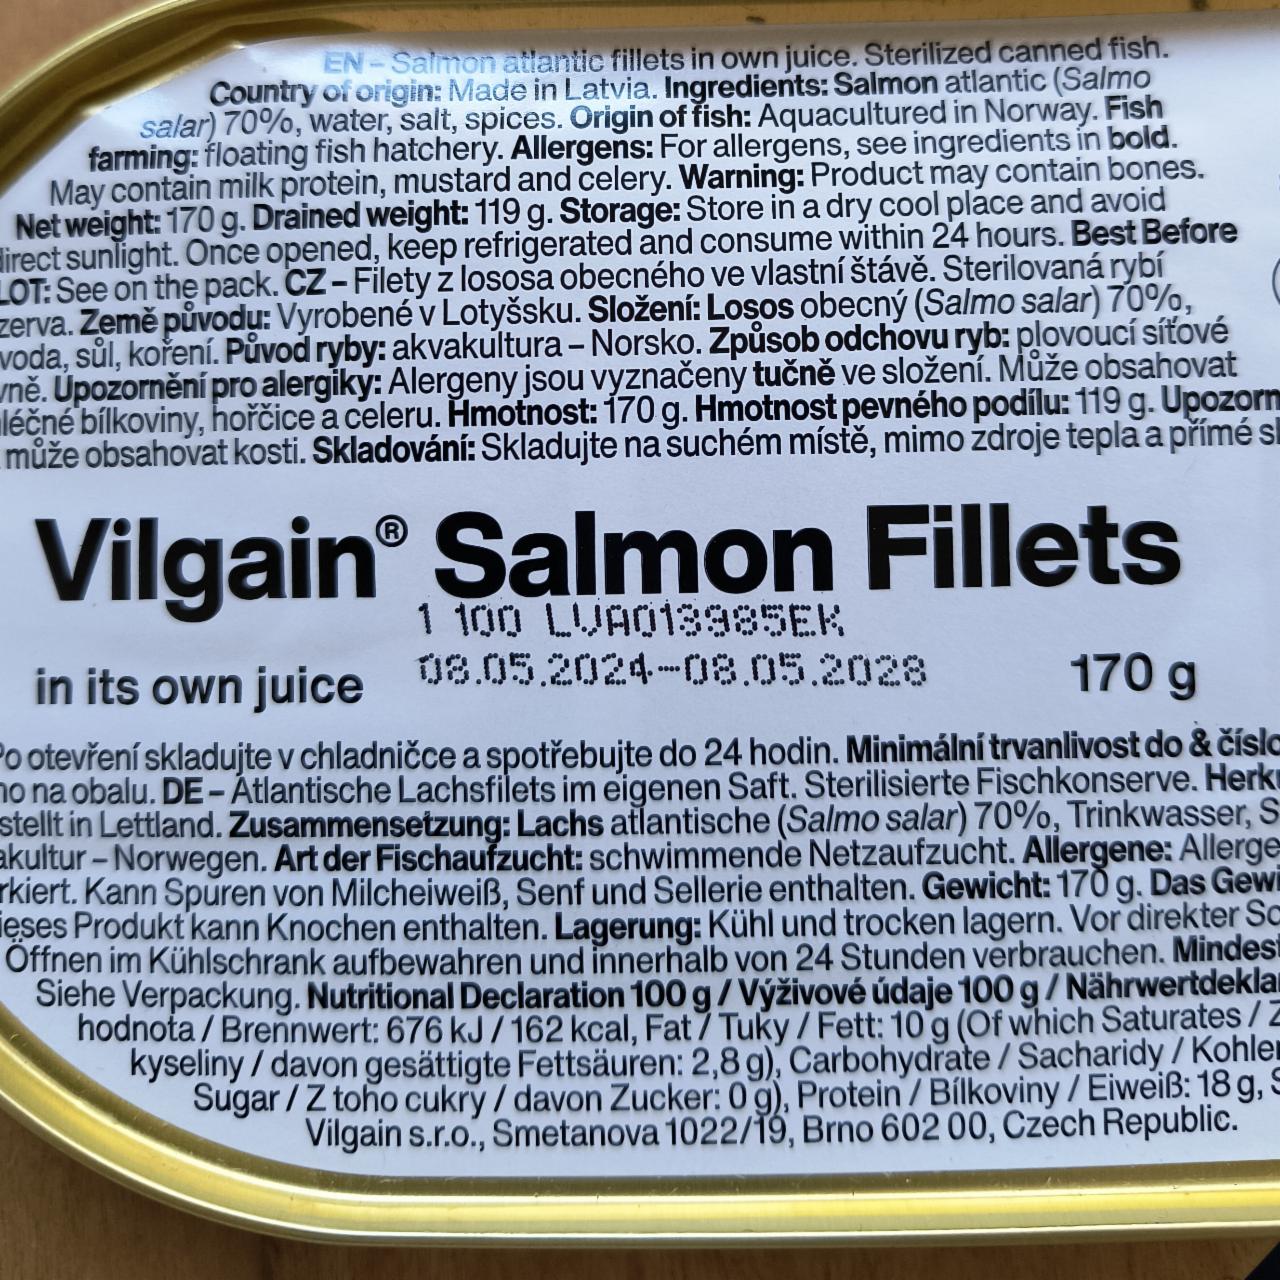 EN – Salmon atlantic fillets in own juice. Sterilized canned fish.
Country of origin: Made in Latvia. Ingredients: Salmon atlantic (Salmo
salar) 70%, water, salt, spices. Origin of fish: Aquacultured in Norway. Fish
farming: floating fish hatchery. Allergens: For allergens, see ingredients in bold.
May contain milk protein, mustard and celery. Warning: Product may contain bones.
Net weight: 170 g. Drained weight: 119 g. Storage: Store in a dry cool place and avoid
direct sunlight. Once opened, keep refrigerated and consume within 24 hours. Best Before
LOT: See on the pack. CZ – Filety z lososa obecného ve vlastní štávě. Sterilovaná rybí
zerva. Země původu: Vyrobené v Lotyšsku. Složení: Losos obecný (Salmo salar) 70%,
voda, sůl, koření. Původ ryby: akvakultura – Norsko. Způsob odchovu ryb: plovoucí síťové
vně. Upozornění pro alergiky: Alergeny jsou vyznačeny tučně ve složení. Může obsahovat
léčné bílkoviny, hořčice a celeru. Hmotnost: 170 g. Hmotnost pevného podílu: 119 g. Upozorn
může obsahovat kosti. Skladování: Skladujte na suchém místě, mimo zdroje tepla a přímé sl
Vilgain® Salmon Fillets
1 100 LVA013985EK
in its own juice 08.05.2024-08.05.2028 170 g
Po otevření skladujte v chladničce a spotřebujte do 24 hodin. Minimální trvanlivost do & číslo
no na obalu. DE – Atlantische Lachsfilets im eigenen Saft. Sterilisierte Fischkonserve. Herku
stellt in Lettland. Zusammensetzung: Lachs atlantische (Salmo salar) 70%, Trinkwasser, S
akultur – Norwegen. Art der Fischaufzucht: schwimmende Netzaufzucht. Allergene: Allerge
rkiert. Kann Spuren von Milcheiweiß, Senf und Sellerie enthalten. Gewicht: 170 g. Das Gewi
ieses Produkt kann Knochen enthalten. Lagerung: Kühl und trocken lagern. Vor direkter So
Öffnen im Kühlschrank aufbewahren und innerhalb von 24 Stunden verbrauchen. Mindest
Siehe Verpackung. Nutritional Declaration 100 g / Výživové údaje 100 g / Nährwertdekla
hodnota / Brennwert: 676 kJ / 162 kcal, Fat / Tuky / Fett: 10 g (Of which Saturates / Z
kyseliny / davon gesättigte Fettsäuren: 2,8 g), Carbohydrate / Sacharidy / Kohlen
Sugar / Z toho cukry / davon Zucker: 0 g), Protein / Bílkoviny / Eiweiß: 18 g, S
Vilgain s.r.o., Smetanova 1022/19, Brno 602 00, Czech Republic.